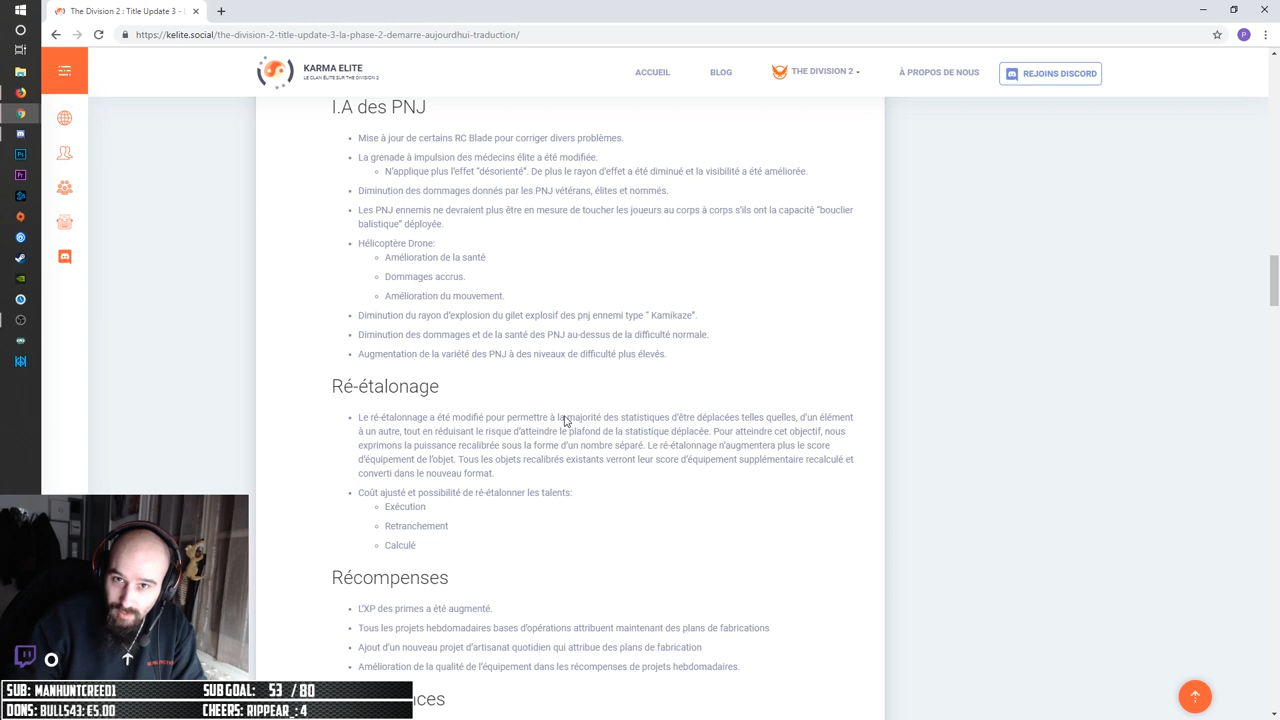 The Division 2 : Title Update 3 - L
https://kelite.social/the-division-2-title-update-3-la-phase-2-demarre-aujourdhui-traduction/
P
KARMA ELITE
LE CLAN ÉLITE SUR THE DIVISION 2
ACCUEIL
BLOG
THE DIVISION 2
À PROPOS DE NOUS
REJOINS DISCORD
I.A des PNJ
Mise à jour de certains RC Blade pour corriger divers problèmes.
La grenade à impulsion des médecins élite a été modifiée.
N'applique plus l'effet “désorienté”. De plus le rayon d'effet a été diminué et la visibilité a été améliorée.
Diminution des dommages donnés par les PNJ vétérans, élites et nommés.
Les PNJ ennemis ne devraient plus être en mesure de toucher les joueurs au corps à corps s'ils ont la capacité “bouclier
balistique” déployée.
Hélicoptère Drone:
Amélioration de la santé
Dommages accrus.
Amélioration du mouvement.
Diminution du rayon d'explosion du gilet explosif des pnj ennemi type “ Kamikaze”.
Diminution des dommages et de la santé des PNJ au-dessus de la difficulté normale.
Augmentation de la variété des PNJ à des niveaux de difficulté plus élevés.
Ré-étalonage
Le ré-étalonnage a été modifié pour permettre à la majorité des statistiques d'être déplacées telles quelles, d'un élément
à un autre, tout en réduisant le risque d'atteindre le plafond de la statistique déplacée. Pour atteindre cet objectif, nous
exprimons la puissance recalibrée sous la forme d'un nombre séparé. Le ré-étalonnage n'augmentera plus le score
d'équipement de l'objet. Tous les objets recalibrés existants verront leur score d'équipement supplémentaire recalculé et
converti dans le nouveau format.
Coût ajusté et possibilité de ré-étalonner les talents:
Exécution
Retranchement
Calculé
Récompenses
L'XP des primes a été augmenté.
Tous les projets hebdomadaires bases d'opérations attribuent maintenant des plans de fabrications
Ajout d'un nouveau projet d'artisanat quotidien qui attribue des plans de fabrication
Amélioration de la qualité de l'équipement dans les récompenses de projets hebdomadaires.
nces
SUB: MANHUNTCREED1
SUB GOAL: 53 / 80
DONS: BULLS43: €5.00
CHEERS: RIPPEAR_: 4